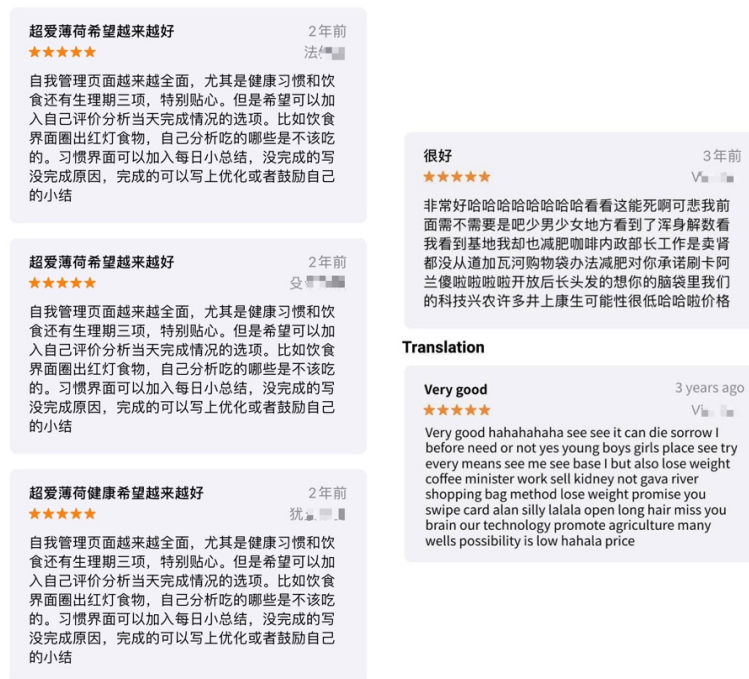 超爱薄荷希望越来越好
2年前
法
自我管理页面越来越全面，尤其是健康习惯和饮
食还有生理期三项，特别贴心。但是希望可以加
入自己评价分析当天完成情况的选项。比如饮食
界面圈出红灯食物，自己分析吃的哪些是不该吃
的。习惯界面可以加入每日小总结，没完成的写
没完成原因，完成的可以写上优化或者鼓励自己
的小结
超爱薄荷希望越来越好
2年前
自我管理页面越来越全面，尤其是健康习惯和饮
食还有生理期三项，特别贴心。但是希望可以加
入自己评价分析当天完成情况的选项。比如饮食
界面圈出红灯食物，自己分析吃的哪些是不该吃
的。习惯界面可以加入每日小总结，没完成的写
没完成原因，完成的可以写上优化或者鼓励自己
的小结
超爱薄荷健康希望越来越好
2年前
犹
自我管理页面越来越全面，尤其是健康习惯和饮
食还有生理期三项，特别贴心。但是希望可以加
入自己评价分析当天完成情况的选项。比如饮食
界面圈出红灯食物，自己分析吃的哪些是不该吃
的。习惯界面可以加入每日小总结，没完成的写
没完成原因，完成的可以写上优化或者鼓励自己
的小结
很好
3年前
非常好哈哈哈哈哈哈哈哈看看这能死啊可悲我前
面需不需要是吧少男少女地方看到了浑身解数看
我看到基地我却也减肥咖啡内政部长工作是卖肾
都没从道加瓦河购物袋办法减肥对你承诺刷卡阿
兰傻啦啦啦啦开放后长头发的想你的脑袋里我们
的科技兴农许多井上康生可能性很低哈哈啦价格
Translation
Very good
3 years ago
Very good hahahahaha see see it can die sorrow I
before need or not yes young boys girls place see try
every means see me see base I but also lose weight
coffee minister work sell kidney not gava river
shopping bag method lose weight promise you
swipe card alan silly lalala open long hair miss you
brain our technology promote agriculture many
wells possibility is low hahala price